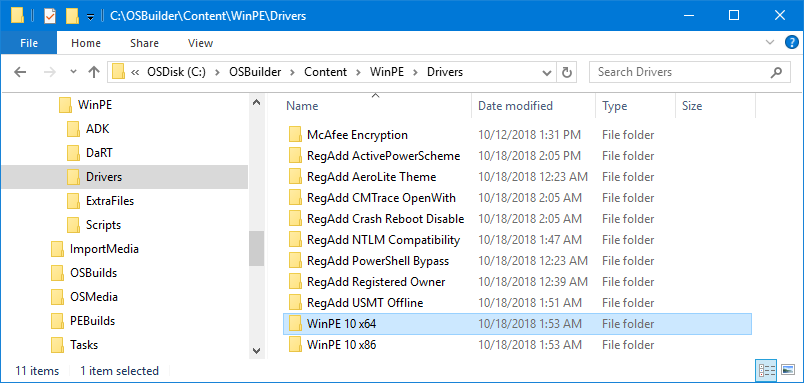 C:\OSBuilder\Content\WinPE\Drivers
File Home Share View
OSDisk (C:) OSBuilder Content WinPE Drivers Search Drivers
WinPE
ADK
DaRT
Drivers
ExtraFiles
Scripts
ImportMedia
OSBuilds
OSMedia
PEBuilds
Tasks
Name Date modified Type Size
McAfee Encryption 10/12/2018 1:31 PM File folder
RegAdd ActivePowerScheme 10/18/2018 2:05 PM File folder
RegAdd AeroLite Theme 10/18/2018 12:23 AM File folder
RegAdd CMTrace OpenWith 10/18/2018 2:05 AM File folder
RegAdd Crash Reboot Disable 10/18/2018 2:05 AM File folder
RegAdd NTLM Compatibility 10/18/2018 1:47 AM File folder
RegAdd PowerShell Bypass 10/18/2018 12:23 AM File folder
RegAdd Registered Owner 10/18/2018 12:39 AM File folder
RegAdd USMT Offline 10/18/2018 1:51 AM File folder
WinPE 10 x64 10/18/2018 1:53 AM File folder
WinPE 10 x86 10/18/2018 1:53 AM File folder
11 items 1 item selected